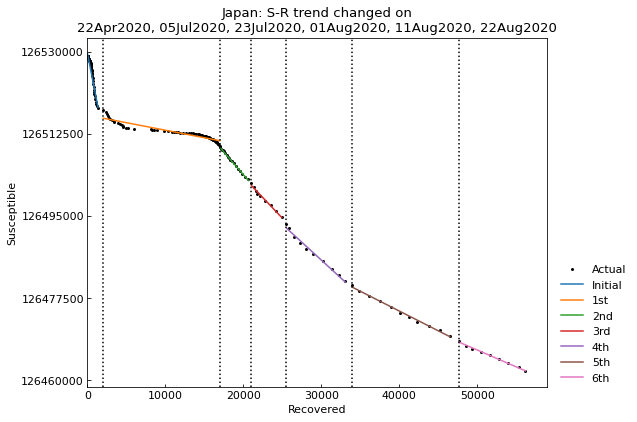 Japan: S-R trend changed on
22Apr2020, 05Jul2020, 23Jul2020, 01Aug2020, 11Aug2020, 22Aug2020
126530000
126512500
126495000
126477500
126460000
Susceptible
0
10000
20000
30000
40000
50000
Recovered
Actual
Initial
1st
2nd
3rd
4th
5th
6th